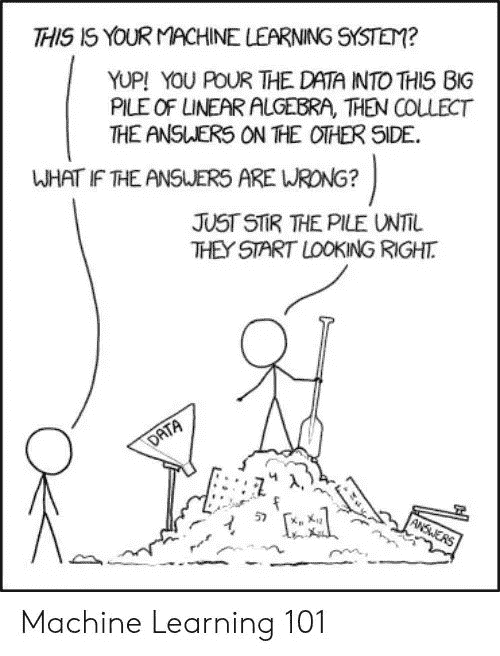 THIS IS YOUR MACHINE LEARNING SYSTEM?
YUP! YOU POUR THE DATA INTO THIS BIG
PILE OF LINEAR ALGEBRA, THEN COLLECT
THE ANSWERS ON THE OTHER SIDE.
WHAT IF THE ANSWERS ARE WRONG?
JUST STIR THE PILE UNTIL
THEY START LOOKING RIGHT.
DATA
ANSWERS
Machine Learning 101